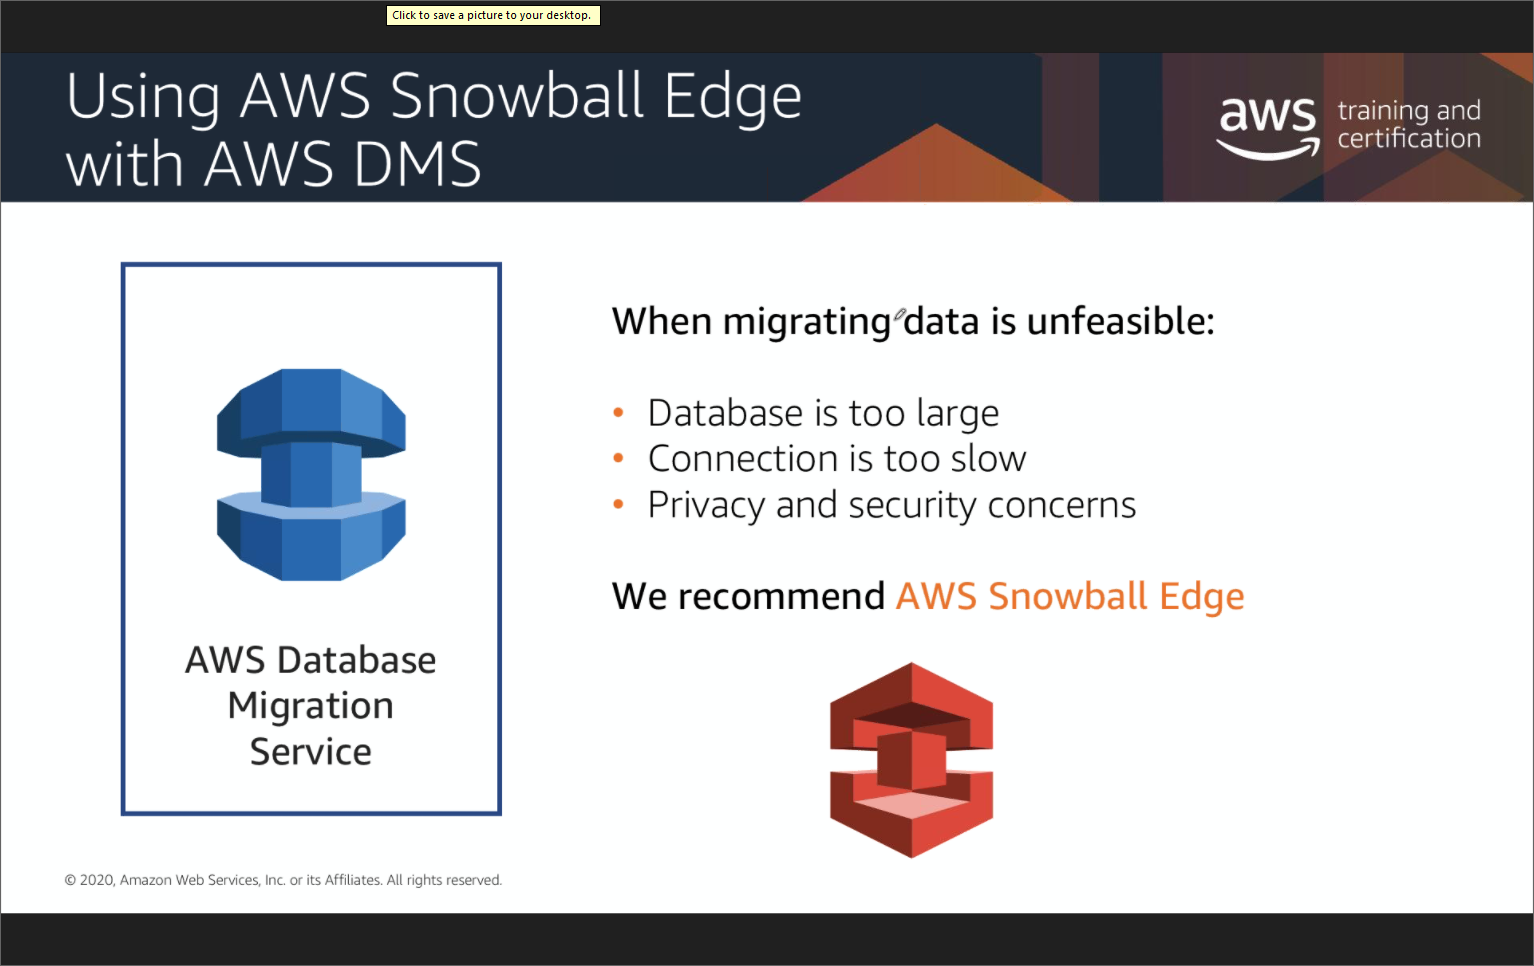 Click to save a picture to your desktop.
Using AWS Snowball Edge
with AWS DMS
aws training and
certification
When migrating data is unfeasible:
• Database is too large
• Connection is too slow
• Privacy and security concerns
We recommend AWS Snowball Edge
AWS Database
Migration
Service
© 2020, Amazon Web Services, Inc. or its Affiliates. All rights reserved.